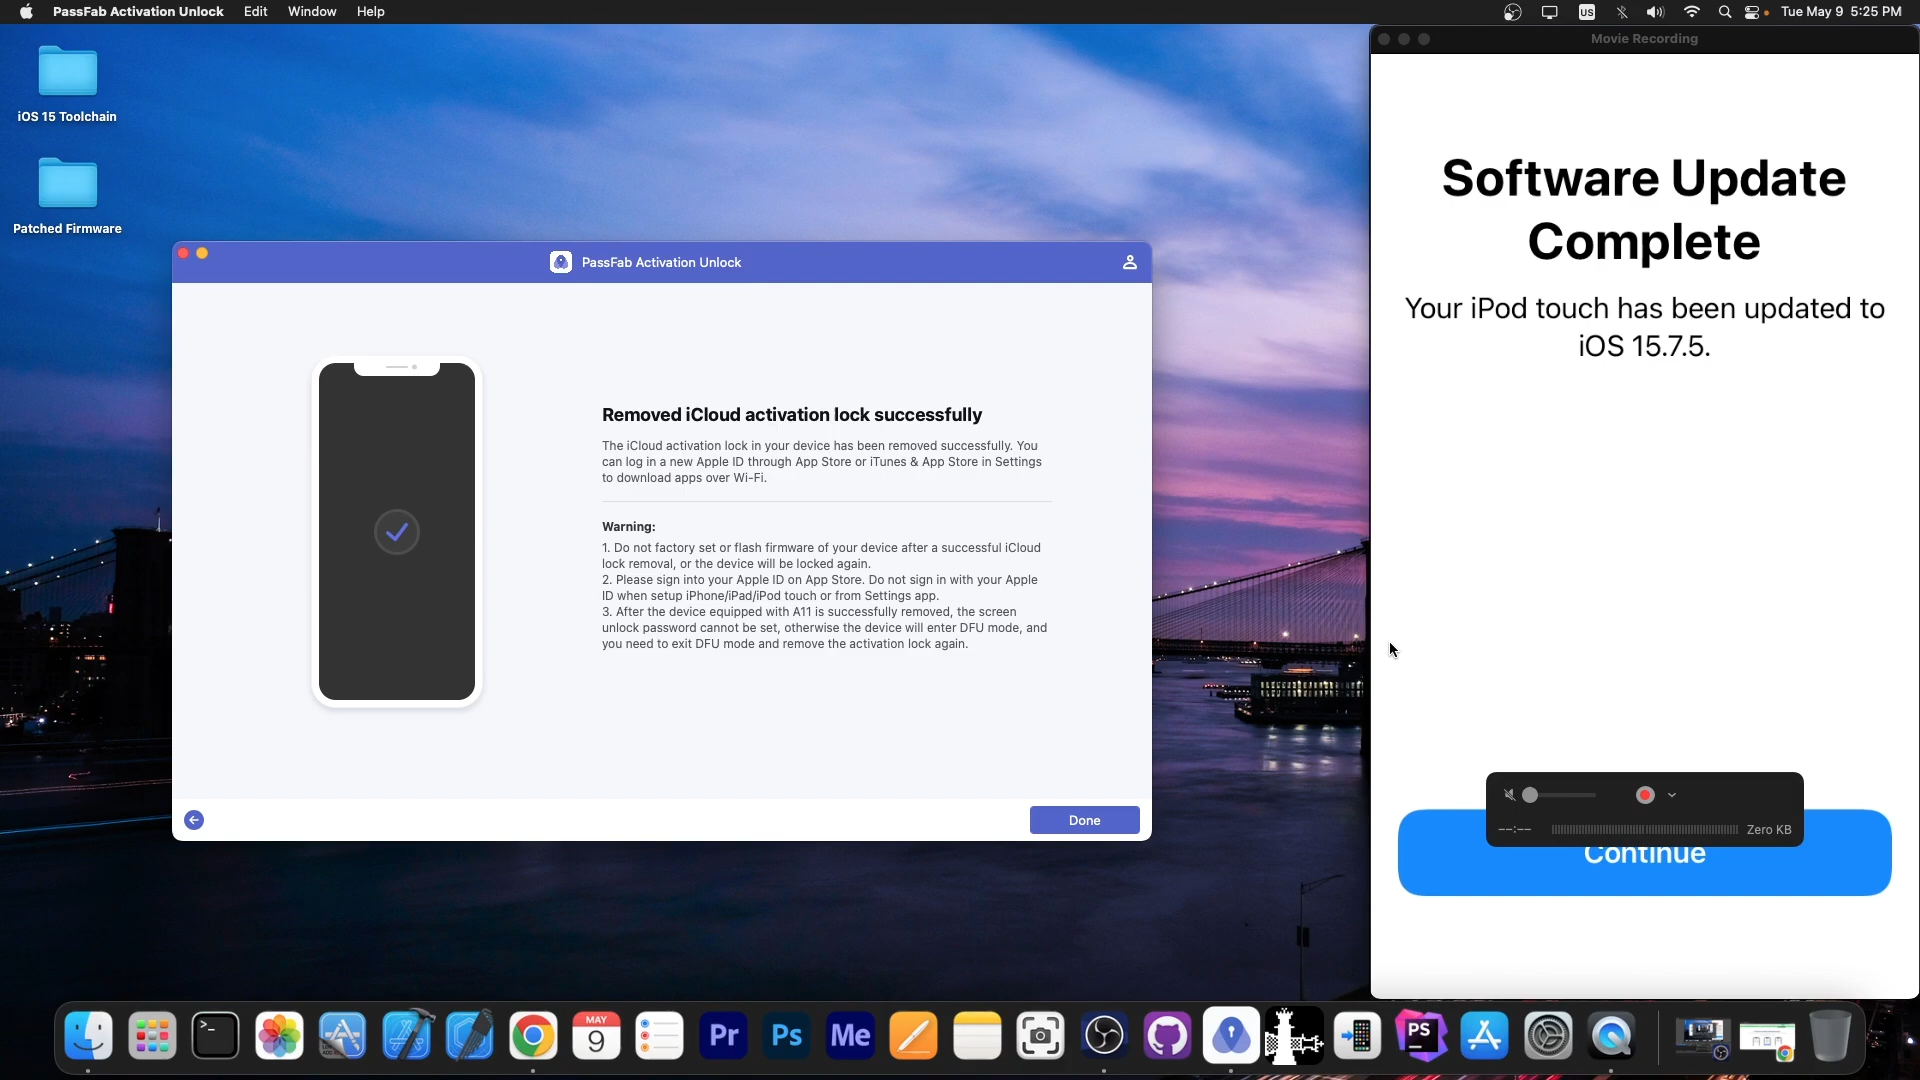 PassFab Activation Unlock Edit Window Help
US
Tue May 9 5:25 PM
iOS 15 Toolchain
Patched Firmware
PassFab Activation Unlock
Removed iCloud activation lock successfully
The iCloud activation lock in your device has been removed successfully. You
can log in a new Apple ID through App Store or iTunes & App Store in Settings
to download apps over Wi-Fi.
Warning:
1. Do not factory set or flash firmware of your device after a successful iCloud
lock removal, or the device will be locked again.
2. Please sign into your Apple ID on App Store. Do not sign in with your Apple
ID when setup iPhone/iPad/iPod touch or from Settings app.
3. After the device equipped with A11 is successfully removed, the screen
unlock password cannot be set, otherwise the device will enter DFU mode, and
you need to exit DFU mode and remove the activation lock again.
Done
Movie Recording
Software Update
Complete
Your iPod touch has been updated to
iOS 15.7.5.
--:--
Zero KB
Continue
>_
MAY
9
Pr
Ps
Me
PS